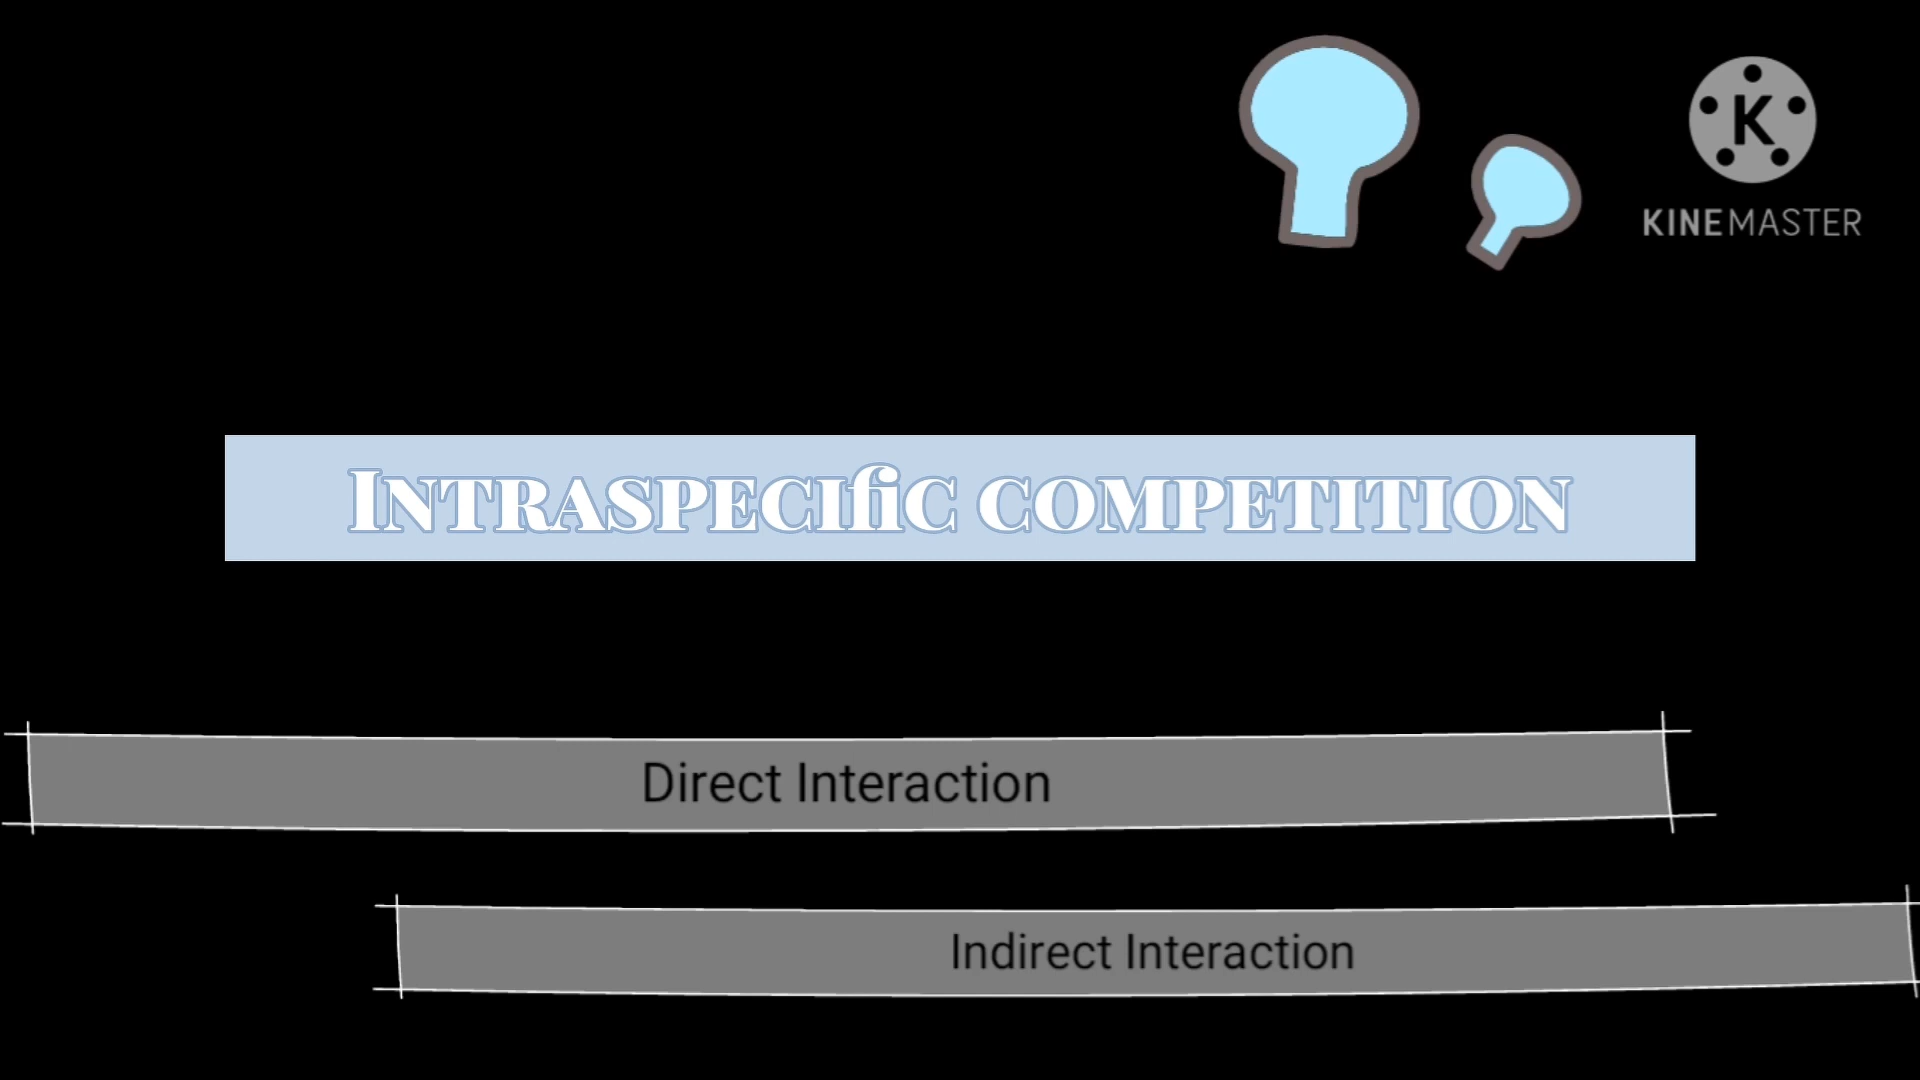 K
KINEMASTER
Intraspecific competition
Direct Interaction
Indirect Interaction